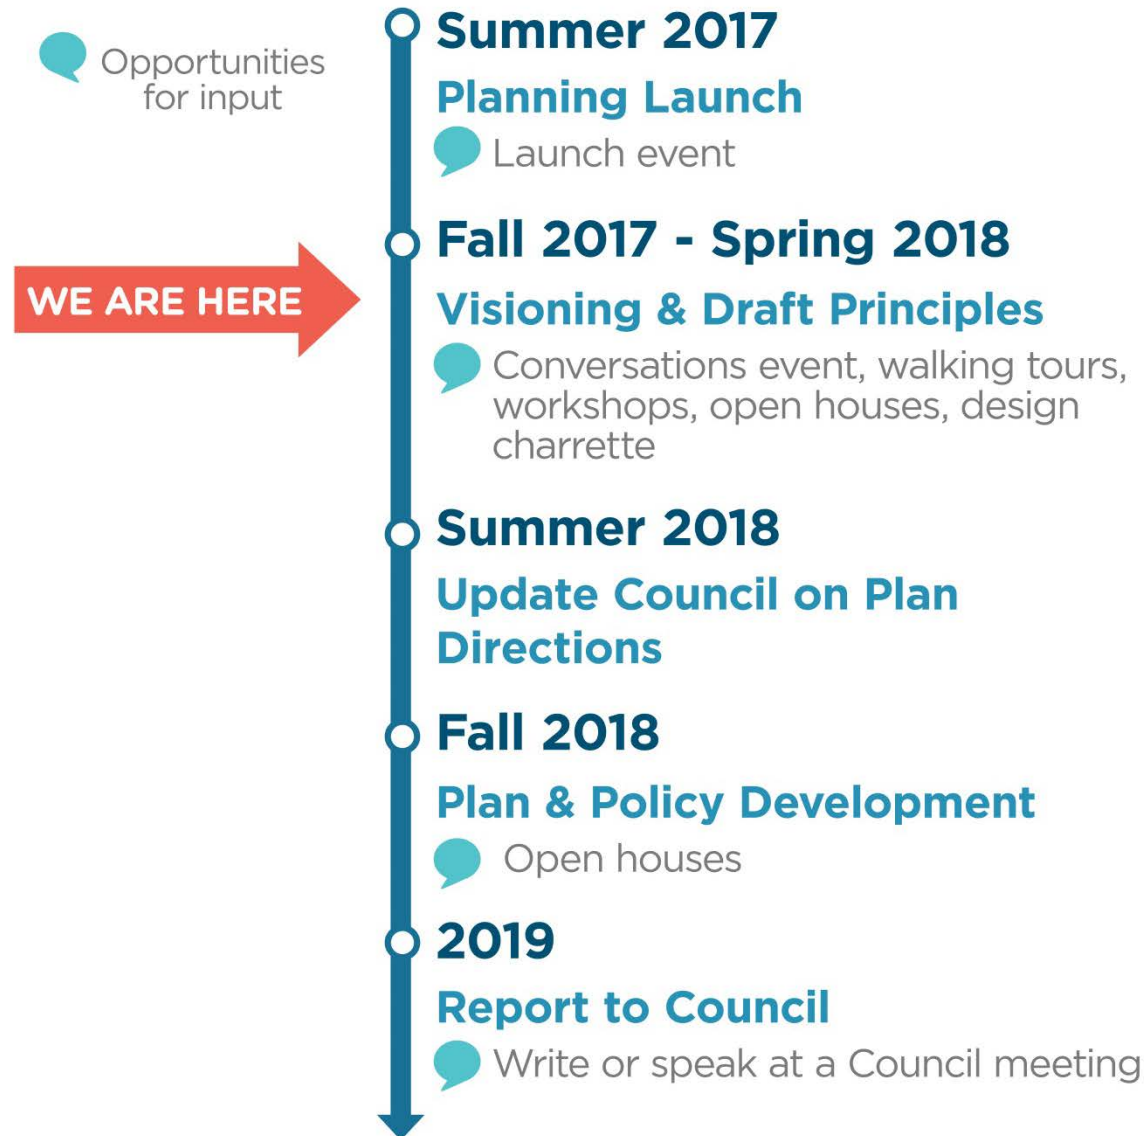 Opportunities
for input
Summer 2017
Planning Launch
Launch event
WE ARE HERE
Fall 2017 - Spring 2018
Visioning & Draft Principles
Conversations event, walking tours,
workshops, open houses, design
charrette
Summer 2018
Update Council on Plan
Directions
Fall 2018
Plan & Policy Development
Open houses
2019
Report to Council
Write or speak at a Council meeting